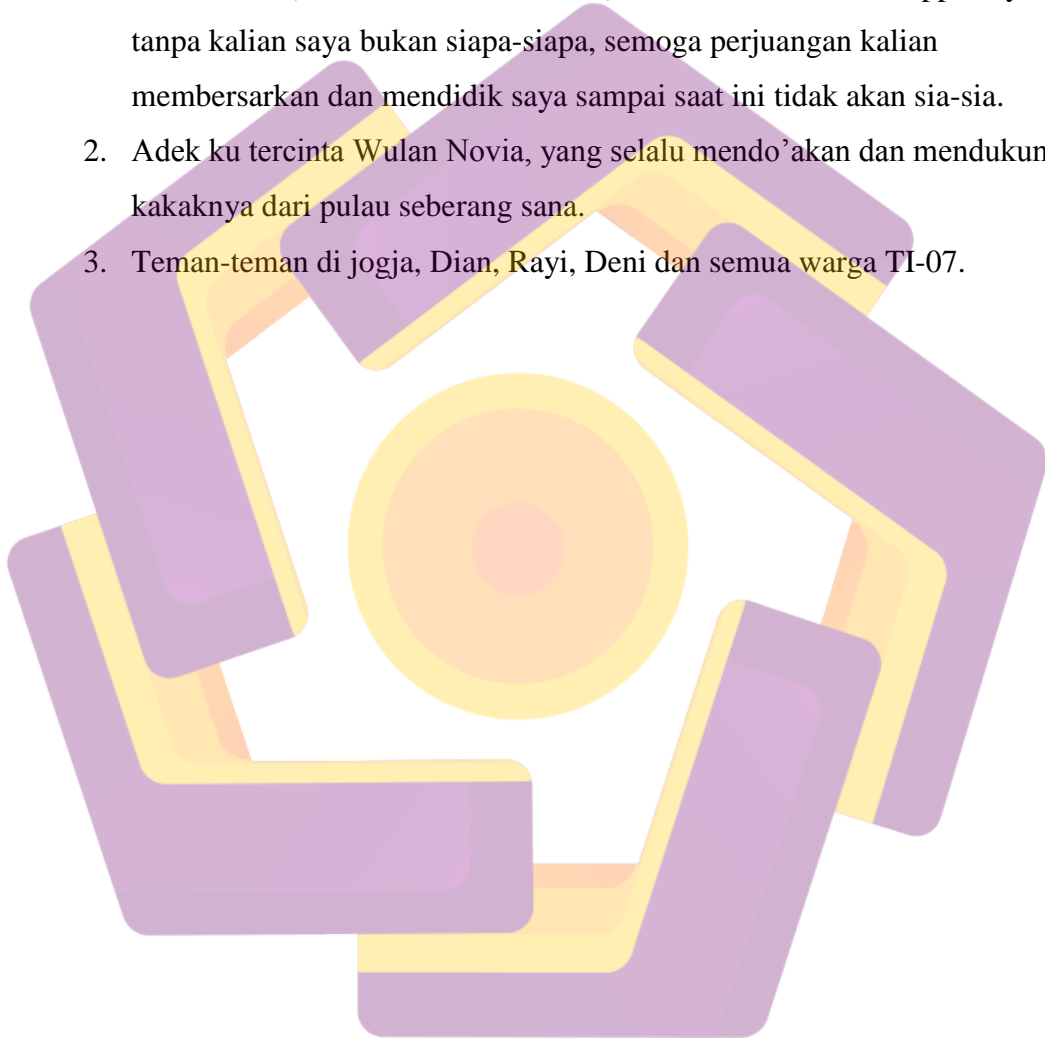 tanpa kalian saya bukan siapa-siapa, semoga perjuangan kalian
membersarkan dan mendidik saya sampai saat ini tidak akan sia-sia.
2. Adek ku tercinta Wulan Novia, yang selalu mendo’akan dan mendukun
kakaknya dari pulau seberang sana.
3. Teman-teman di jogja, Dian, Rayi, Deni dan semua warga TI-07.